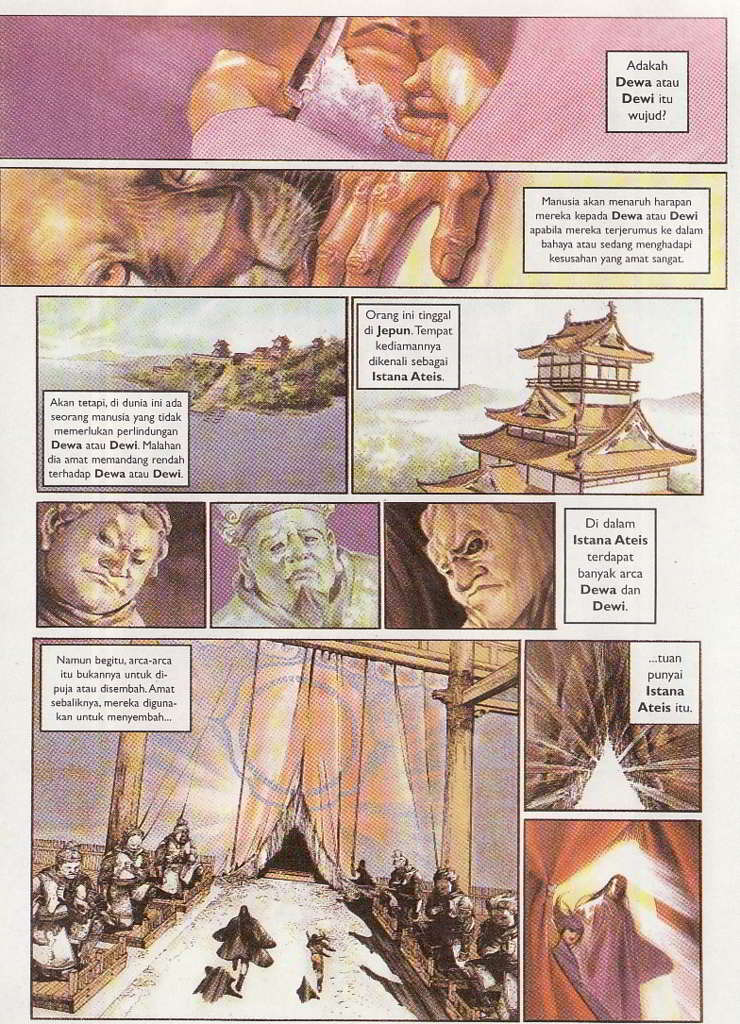 Adakah
Dewa atau
Dewi itu
wujud?
Manusia akan menaruh harapan
mereka kepada Dewa atau Dewi
apabila mereka terjerumus ke dalam
bahaya atau sedang menghadapi
kesusahan yang amat sangat.
Akan tetapi, di dunia ini ada
seorang manusia yang tidak
memerlukan perlindungan
Dewa atau Dewi. Malahan
dia amat memandang rendah
terhadap Dewa atau Dewi.
Orang ini tinggal
di Jepun. Tempat
kediamannya
dikenali sebagai
Istana Ateis.
Di dalam
Istana Ateis
terdapat
banyak arca
Dewa dan
Dewi.
Namun begitu, arca-arca
itu bukannya untuk di-
puja atau disembah. Amat
sebaliknya, mereka diguna-
kan untuk menyembah...
...tuan
punyai
Istana
Ateis itu.